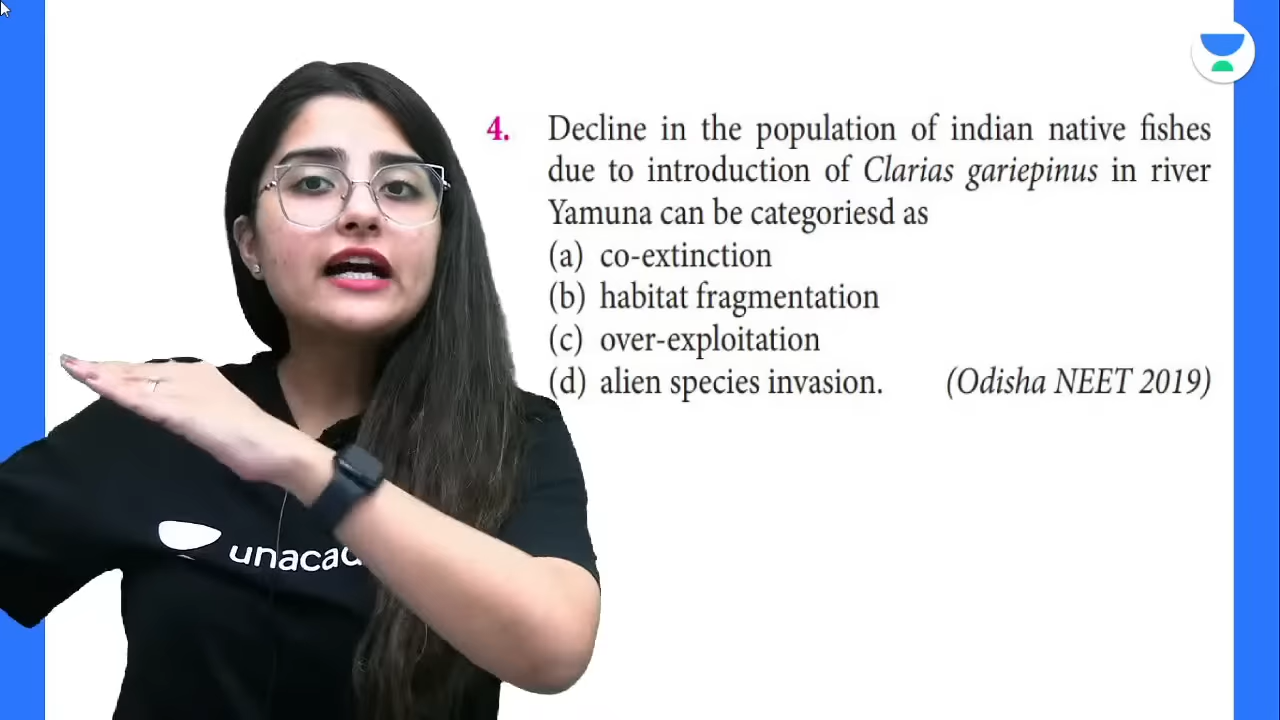 4. Decline in the population of indian native fishes
due to introduction of Clarias gariepinus in river
Yamuna can be categoriesd as
(a) co-extinction
(b) habitat fragmentation
(c) over-exploitation
(d) alien species invasion. (Odisha NEET 2019)
unacad